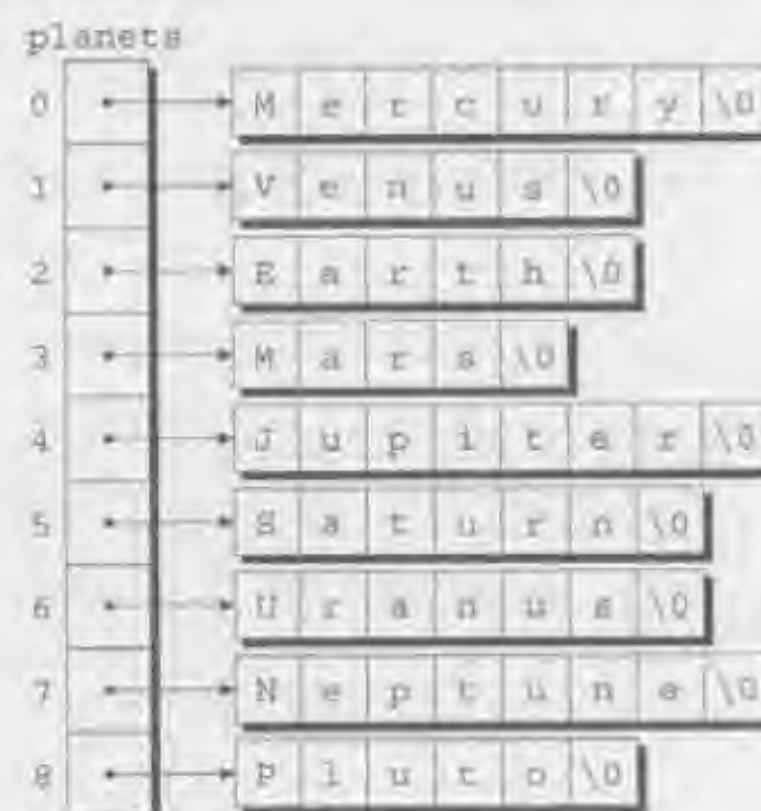 planets
0 M e r c u r y \0
1 V e n u s \0
2 E a r t h \0
3 M a r s \0
4 J u p i t e r \0
5 S a t u r n \0
6 U r a n u s \0
7 N e p t u n e \0
8 P l u t o \0